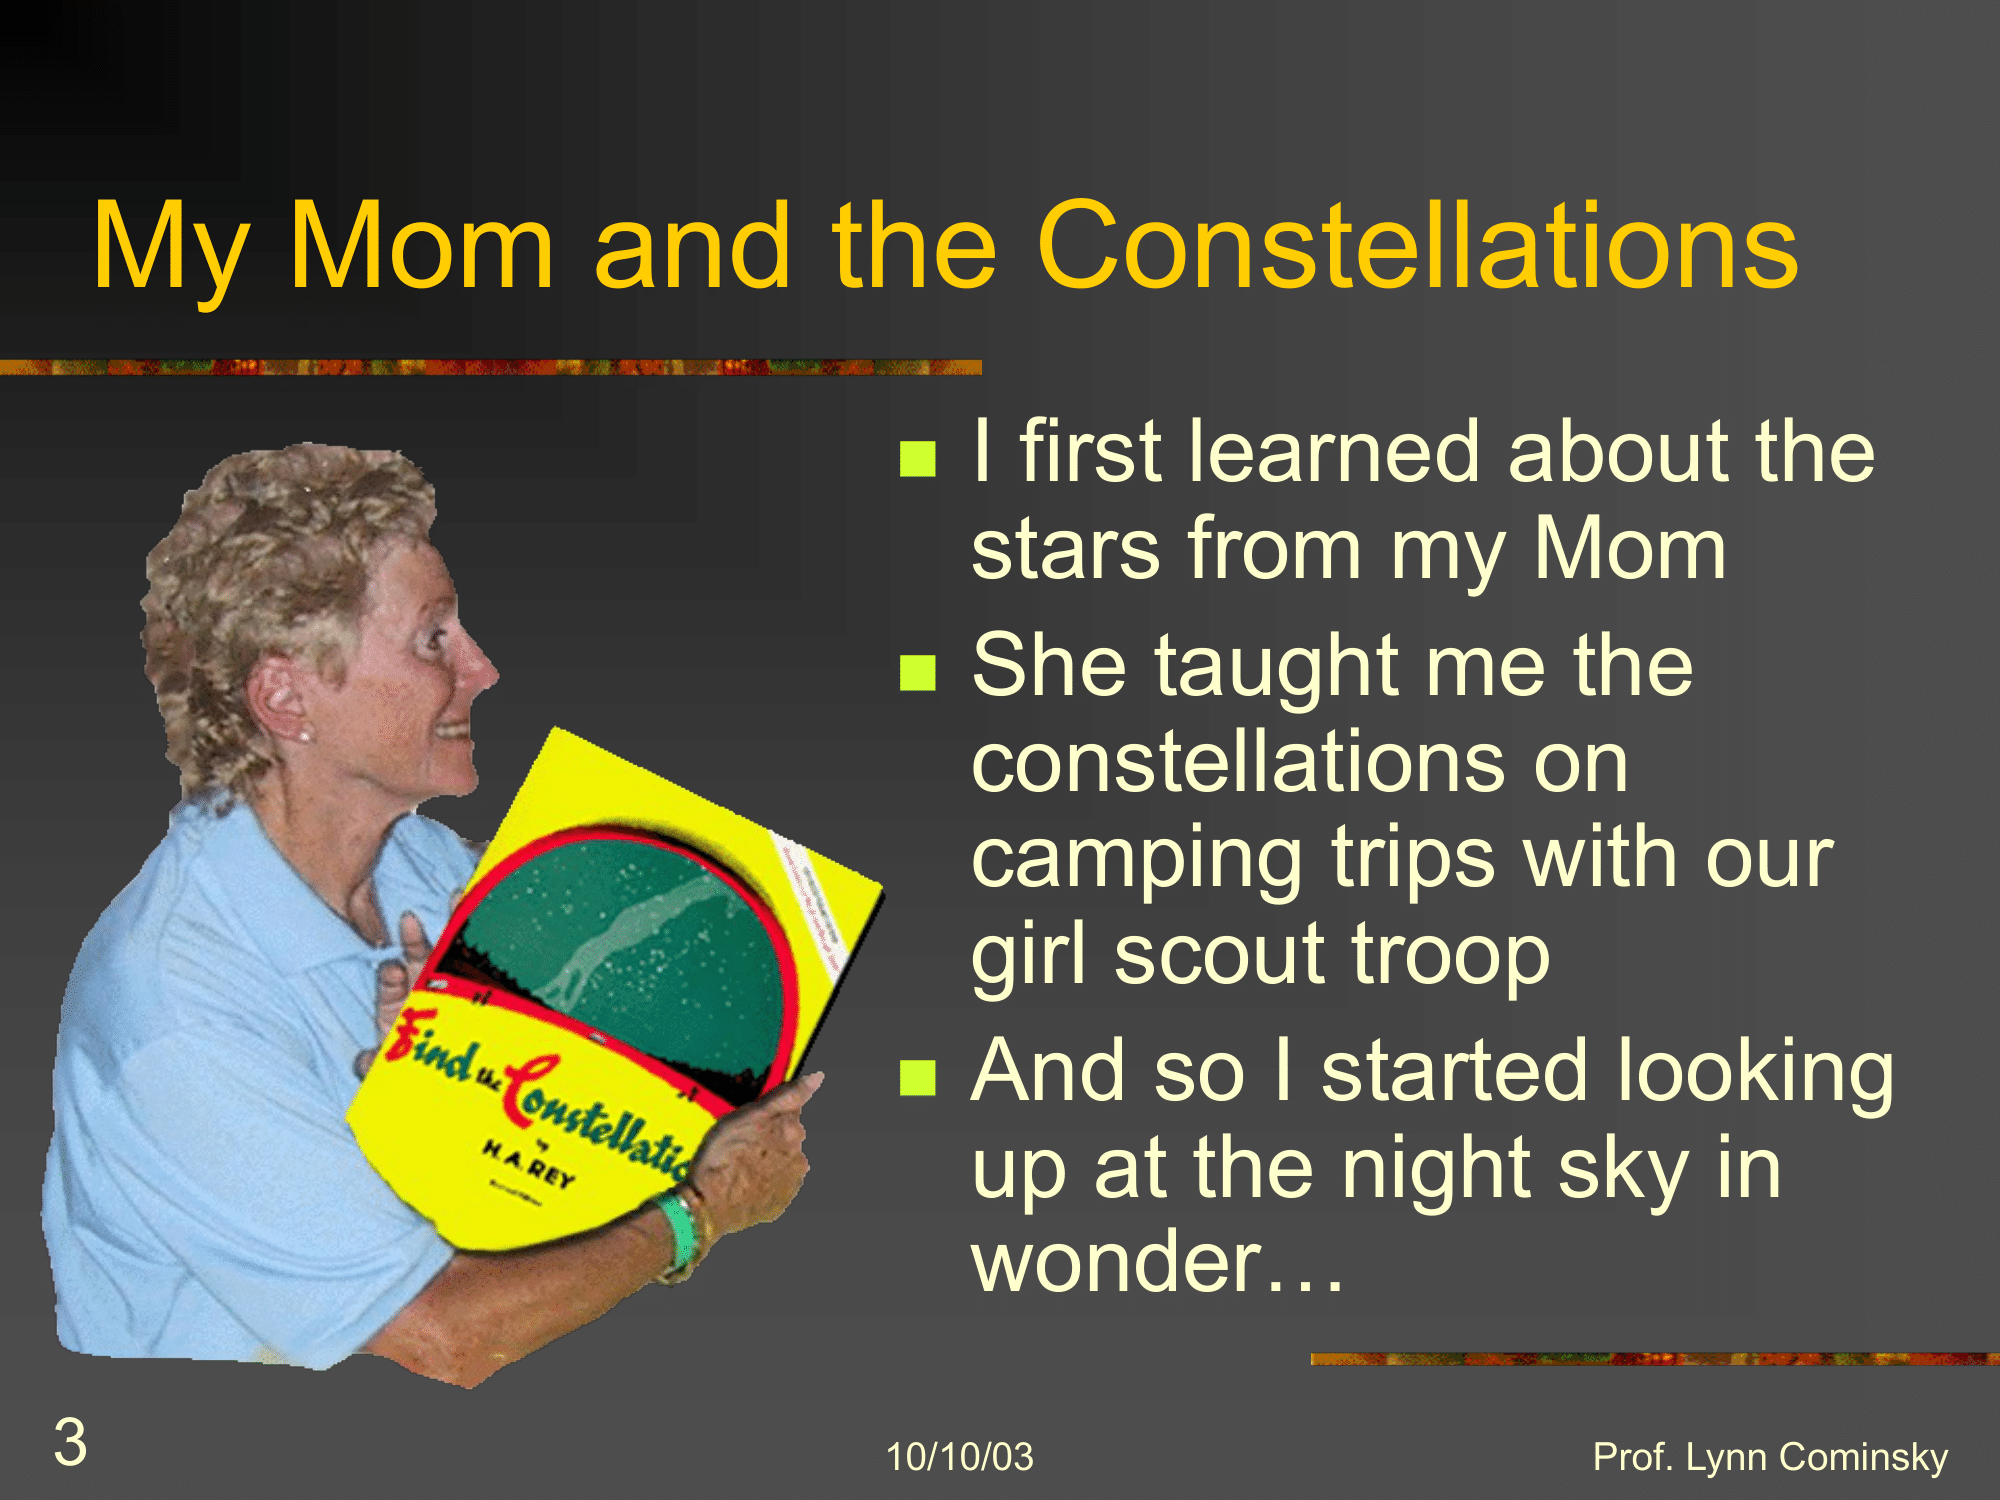 My Mom and the Constellations
I first learned about the
stars from my Mom
She taught me the
constellations on
camping trips with our
girl scout troop
And so I started looking
up at the night sky in
wonder…
Find the Constellatio
by
H. A. REY
3
10/10/03
Prof. Lynn Cominsky